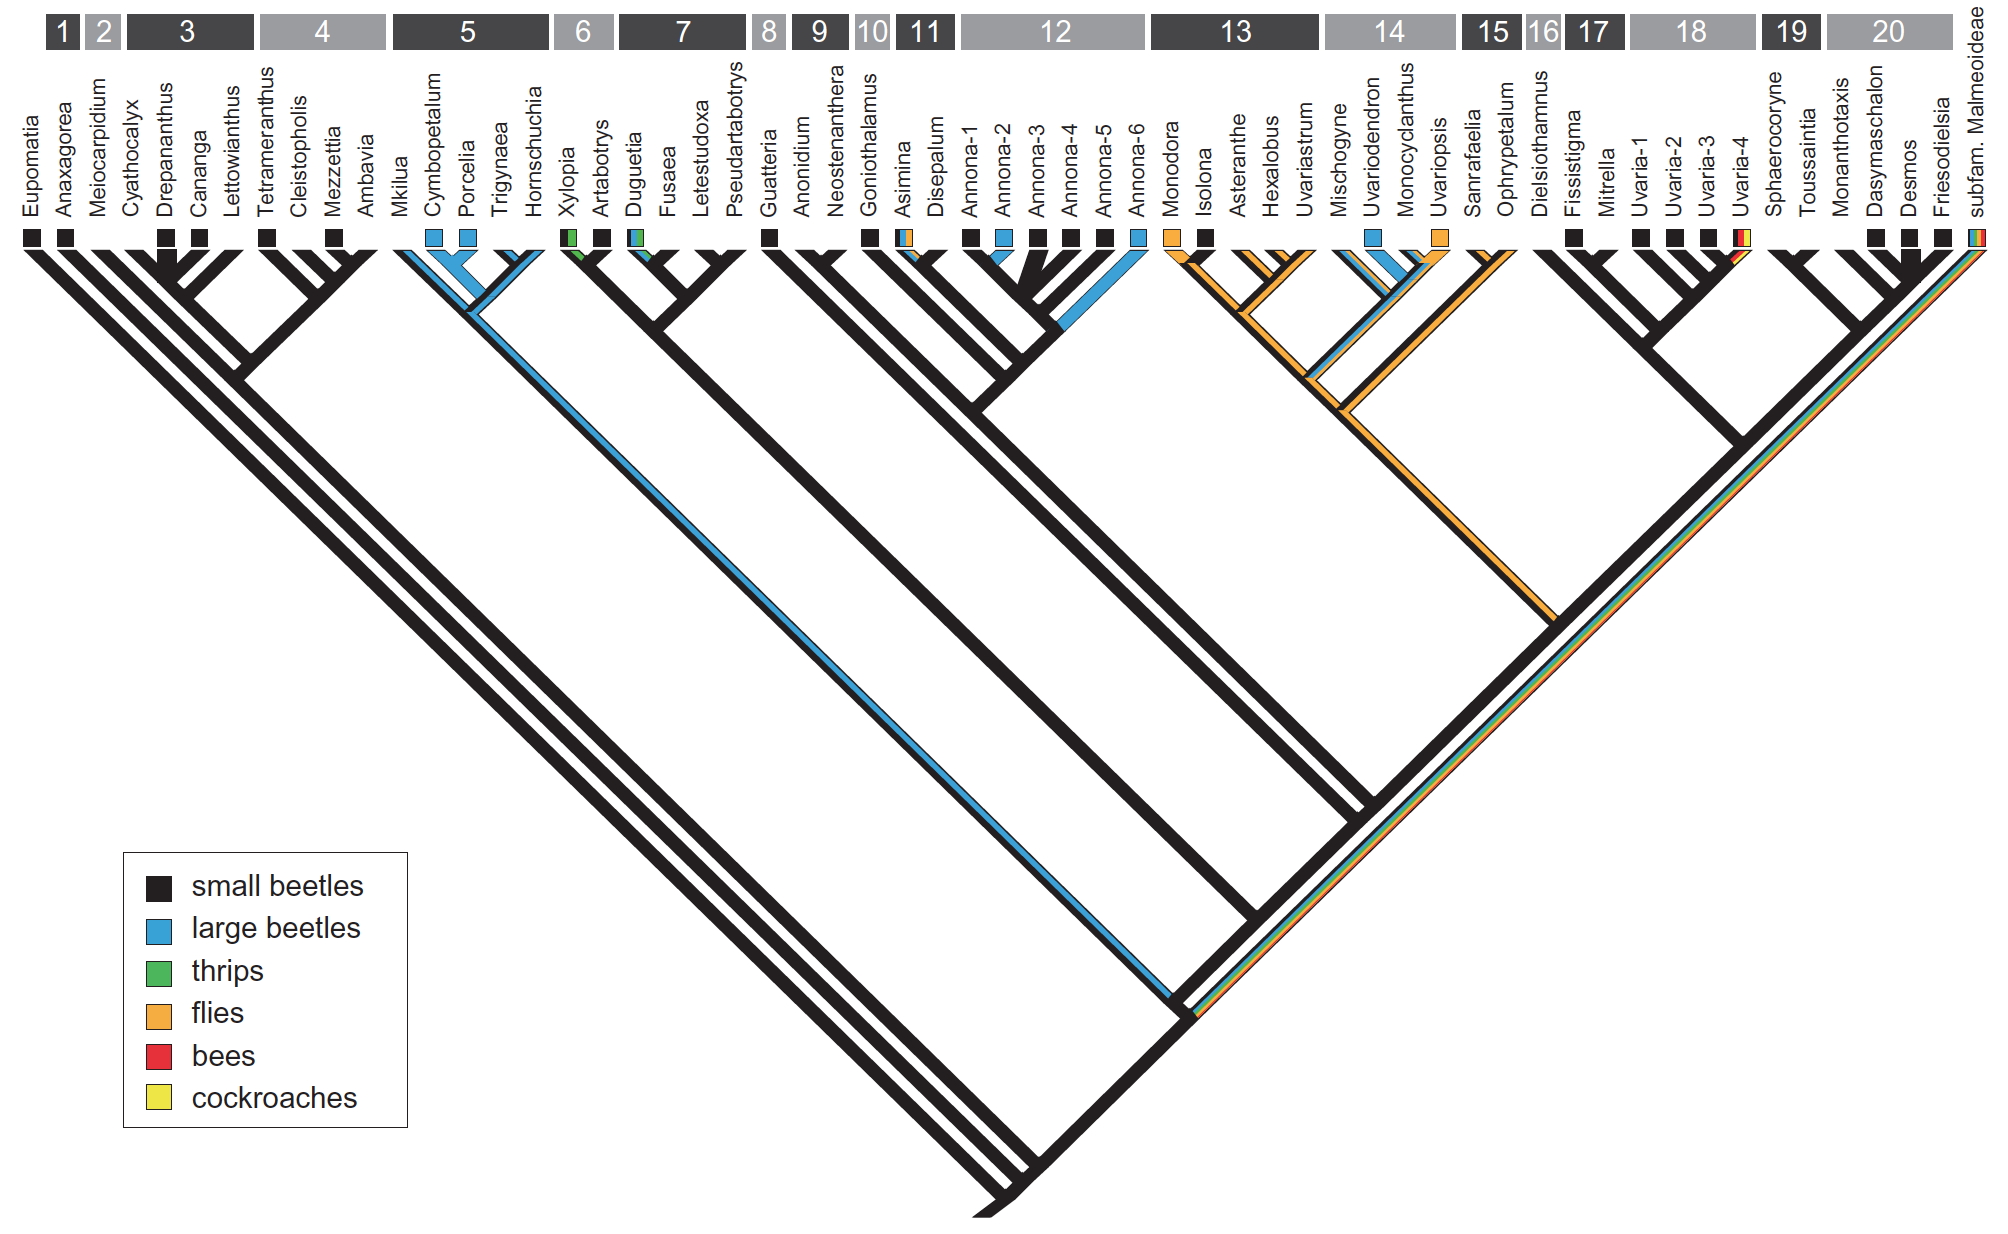 1 2 3 4 5 6 7 8 9 10 11 12 13 14 15 16 17 18 19 20
Eupomatia
Anaxagorea
Meiocarpidium
Cyathocalyx
Drepananthus
Cananga
Lettowianthus
Tetrameranthus
Cleistopholis
Mezzettia
Ambavia
Mkilua
Cymbopetalum
Porcelia
Trigynaea
Hornschuchia
Xylopia
Artabotrys
Duguetia
Fusaea
Letestudoxa
Pseudartabotrys
Guatteria
Anonidium
Neostenanthera
Goniothalamus
Asimina
Disepalum
Annona-1
Annona-2
Annona-3
Annona-4
Annona-5
Annona-6
Monodora
Isolona
Asteranthe
Hexalobus
Uvariastrum
Mischogyne
Uvariodendron
Monocyclanthus
Uvariopsis
Sanrafaelia
Ophrypetalum
Dielsiothamnus
Fissistigma
Mitrella
Uvaria-1
Uvaria-2
Uvaria-3
Uvaria-4
Sphaerocoryne
Toussaintia
Monanthotaxis
Dasymaschalon
Desmos
Friesodielsia
subfam. Malmeoideae
small beetles
large beetles
thrips
flies
bees
cockroaches